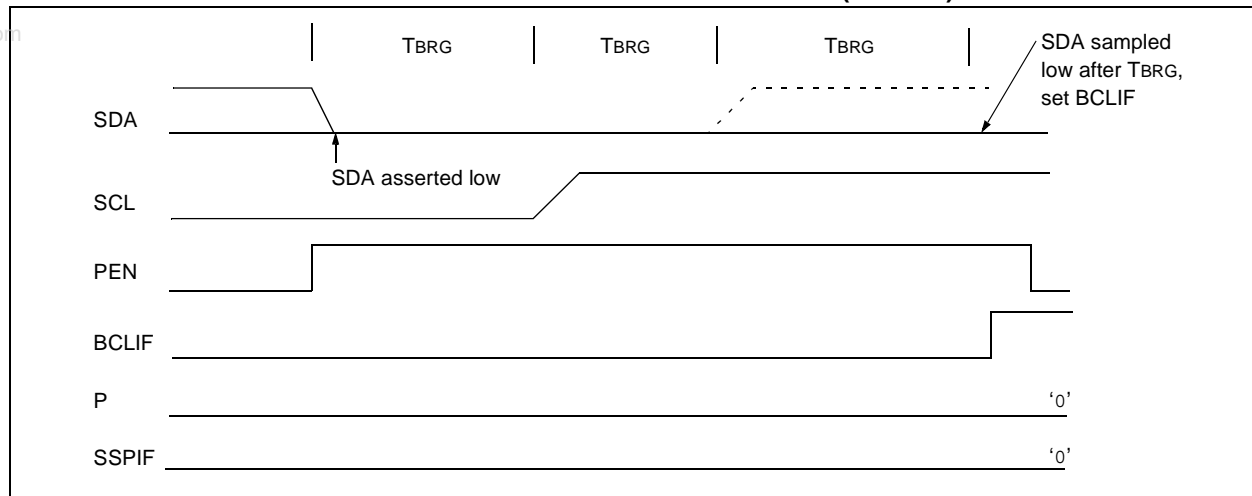 om
TBRG TBRG TBRG
SDA sampled
low after TBRG,
set BCLIF
SDA
SDA asserted low
SCL
PEN
BCLIF
P '0'
SSPIF '0'